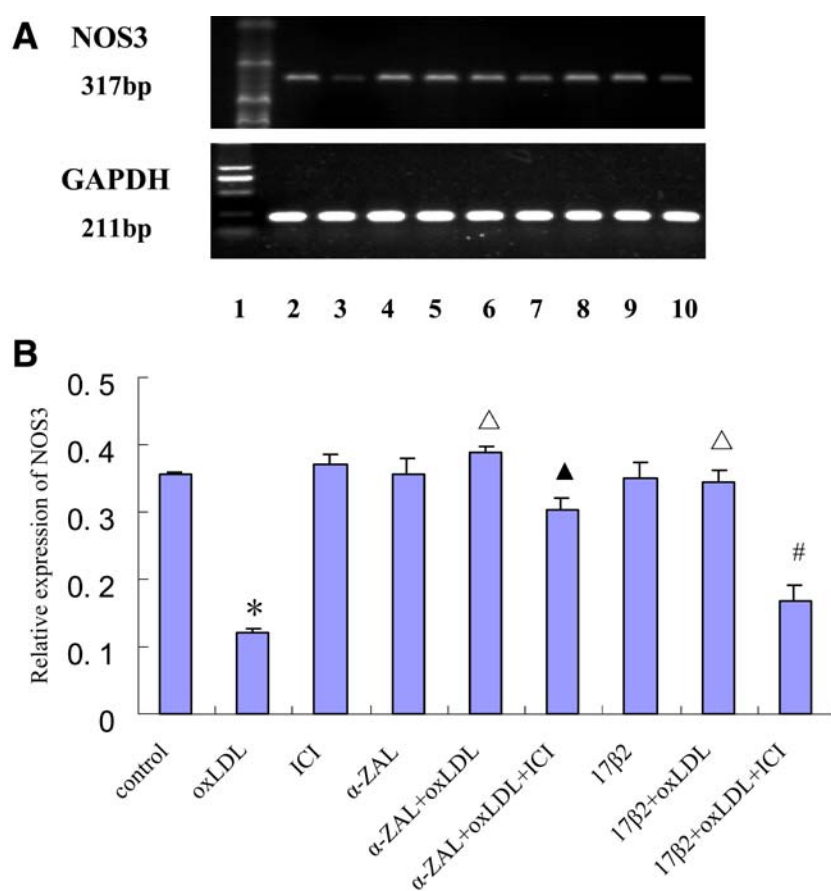 A
NOS3
317bp
GAPDH
211bp
1 2 3 4 5 6 7 8 9 10
B
Relative expression of NOS3
0. 5
0. 4
0. 3
0. 2
0. 1
0
△
△
▲
*
#
control
oxLDL
ICI
α-ZAL
α-ZAL+oxLDL
α-ZAL+oxLDL+ICI
17β2
17β2+oxLDL
17β2+oxLDL+ICI